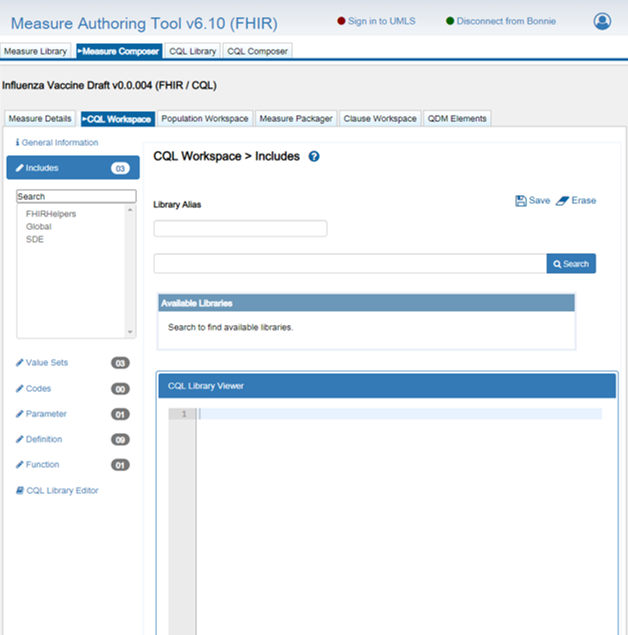 Measure Authoring Tool v6.10 (FHIR)
Sign in to UMLS
Disconnect from Bonnie
Measure Library
Measure Composer
CQL Library
CQL Composer
Influenza Vaccine Draft v0.0.004 (FHIR / CQL)
Measure Details
CQL Workspace
Population Workspace
Measure Packager
Clause Workspace
QDM Elements
General Information
Includes 03
Search
FHIRHelpers
Global
SDE
Value Sets 03
Codes 00
Parameter 01
Definition 09
Function 01
CQL Library Editor
CQL Workspace > Includes ?
Save
Erase
Library Alias
Search
Available Libraries
Search to find available libraries.
CQL Library Viewer
1